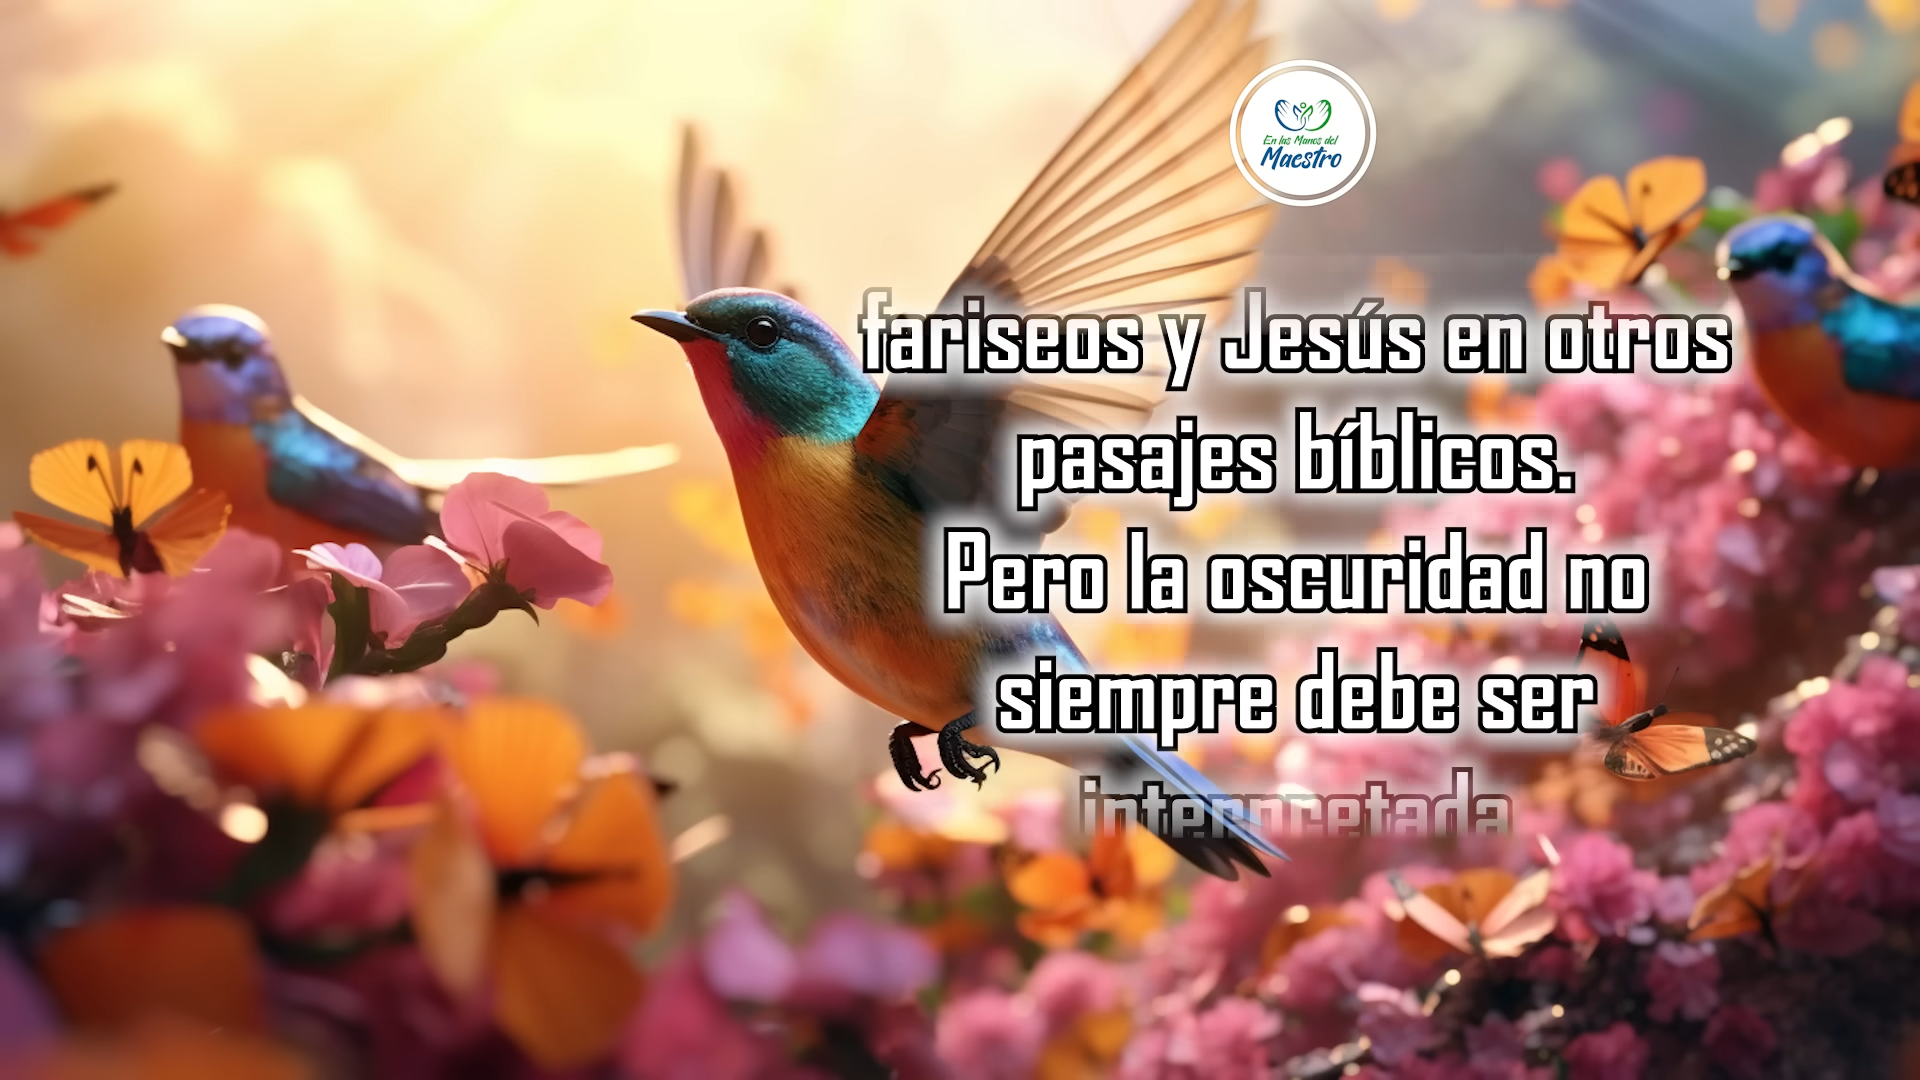 En las Manos del
Maestro
fariseos y Jesús en otros
pasajes bíblicos.
Pero la oscuridad no
siempre debe ser
interpretada